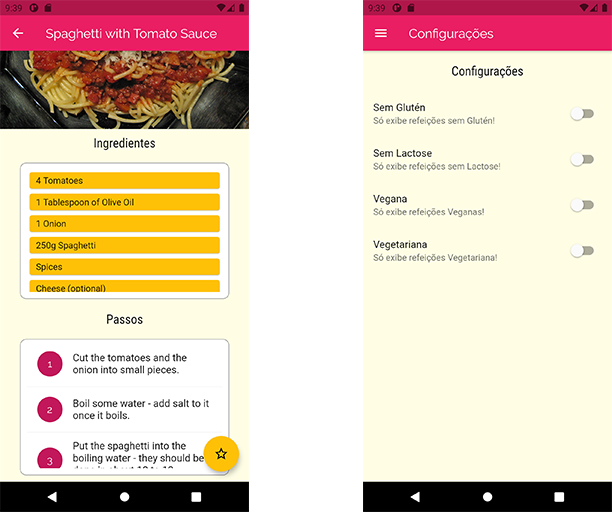 9:39
Spaghetti with Tomato Sauce
Ingredientes
4 Tomatoes
1 Tablespoon of Olive Oil
1 Onion
250g Spaghetti
Spices
Cheese (optional)
Passos
1
Cut the tomatoes and the
onion into small pieces.
2
Boil some water - add salt to it
once it boils.
3
Put the spaghetti into the
boiling water - they should be
9:39
Configurações
Configurações
Sem Glutén
Só exibe refeições sem Glutén!
Sem Lactose
Só exibe refeições sem Lactose!
Vegana
Só exibe refeições Veganas!
Vegetariana
Só exibe refeições Vegetariana!